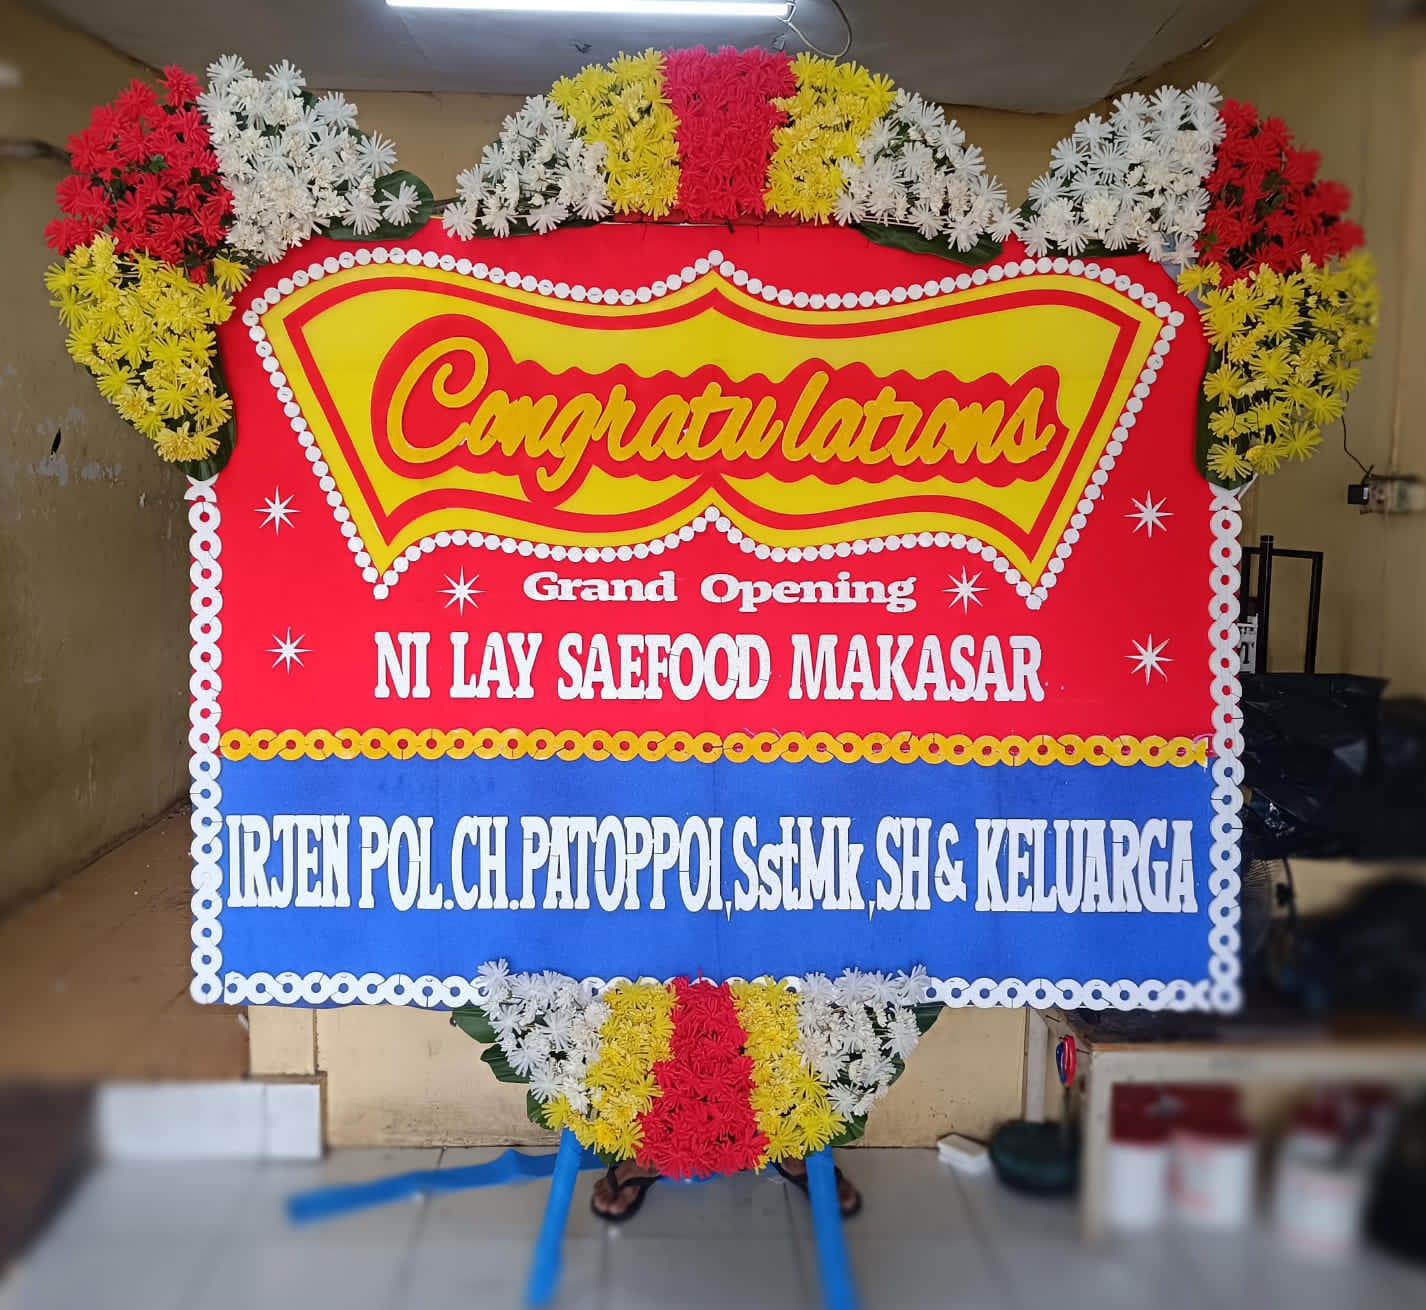 Congratulations
Grand Opening
NI LAY SAEFOOD MAKASAR
IRJEN POL.CH.PATOPPOI,SstMk,SH & KELUARGA